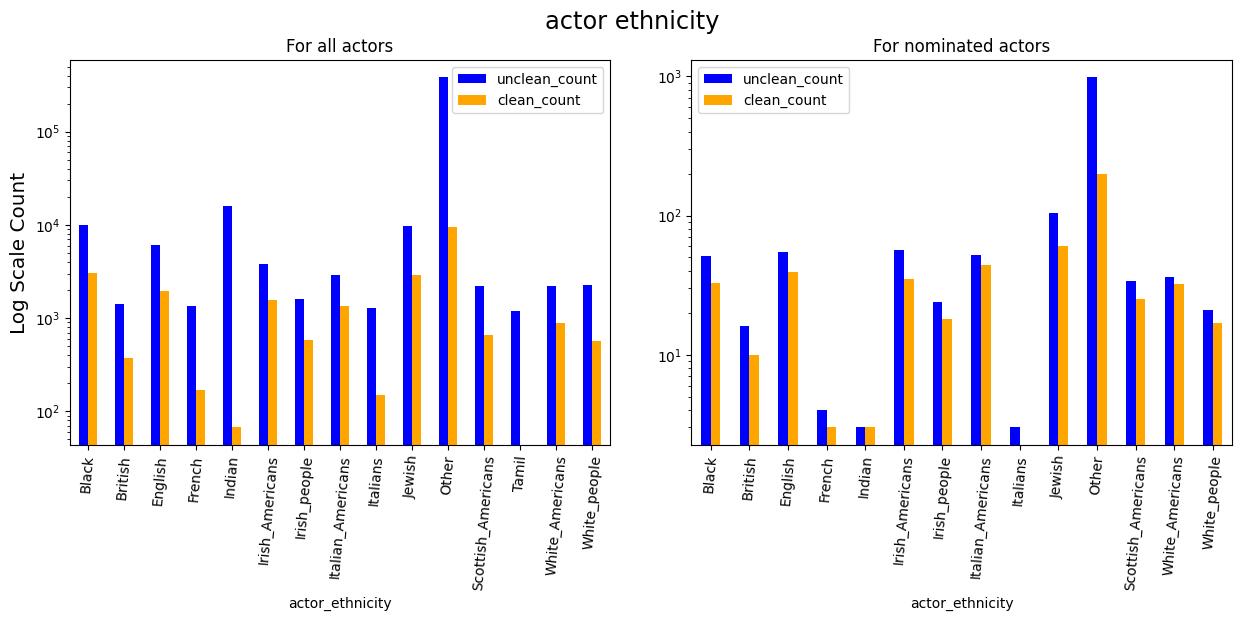 actor ethnicity
For all actors
For nominated actors
unclean_count
clean_count
unclean_count
clean_count
Log Scale Count
10^5
10^4
10^3
10^2
10^3
10^2
10^1
Black
British
English
French
Indian
Irish_Americans
Irish_people
Italian_Americans
Italians
Jewish
Other
Scottish_Americans
Tamil
White_Americans
White_people
actor_ethnicity
Black
British
English
French
Indian
Irish_Americans
Irish_people
Italian_Americans
Italians
Jewish
Other
Scottish_Americans
White_Americans
White_people
actor_ethnicity